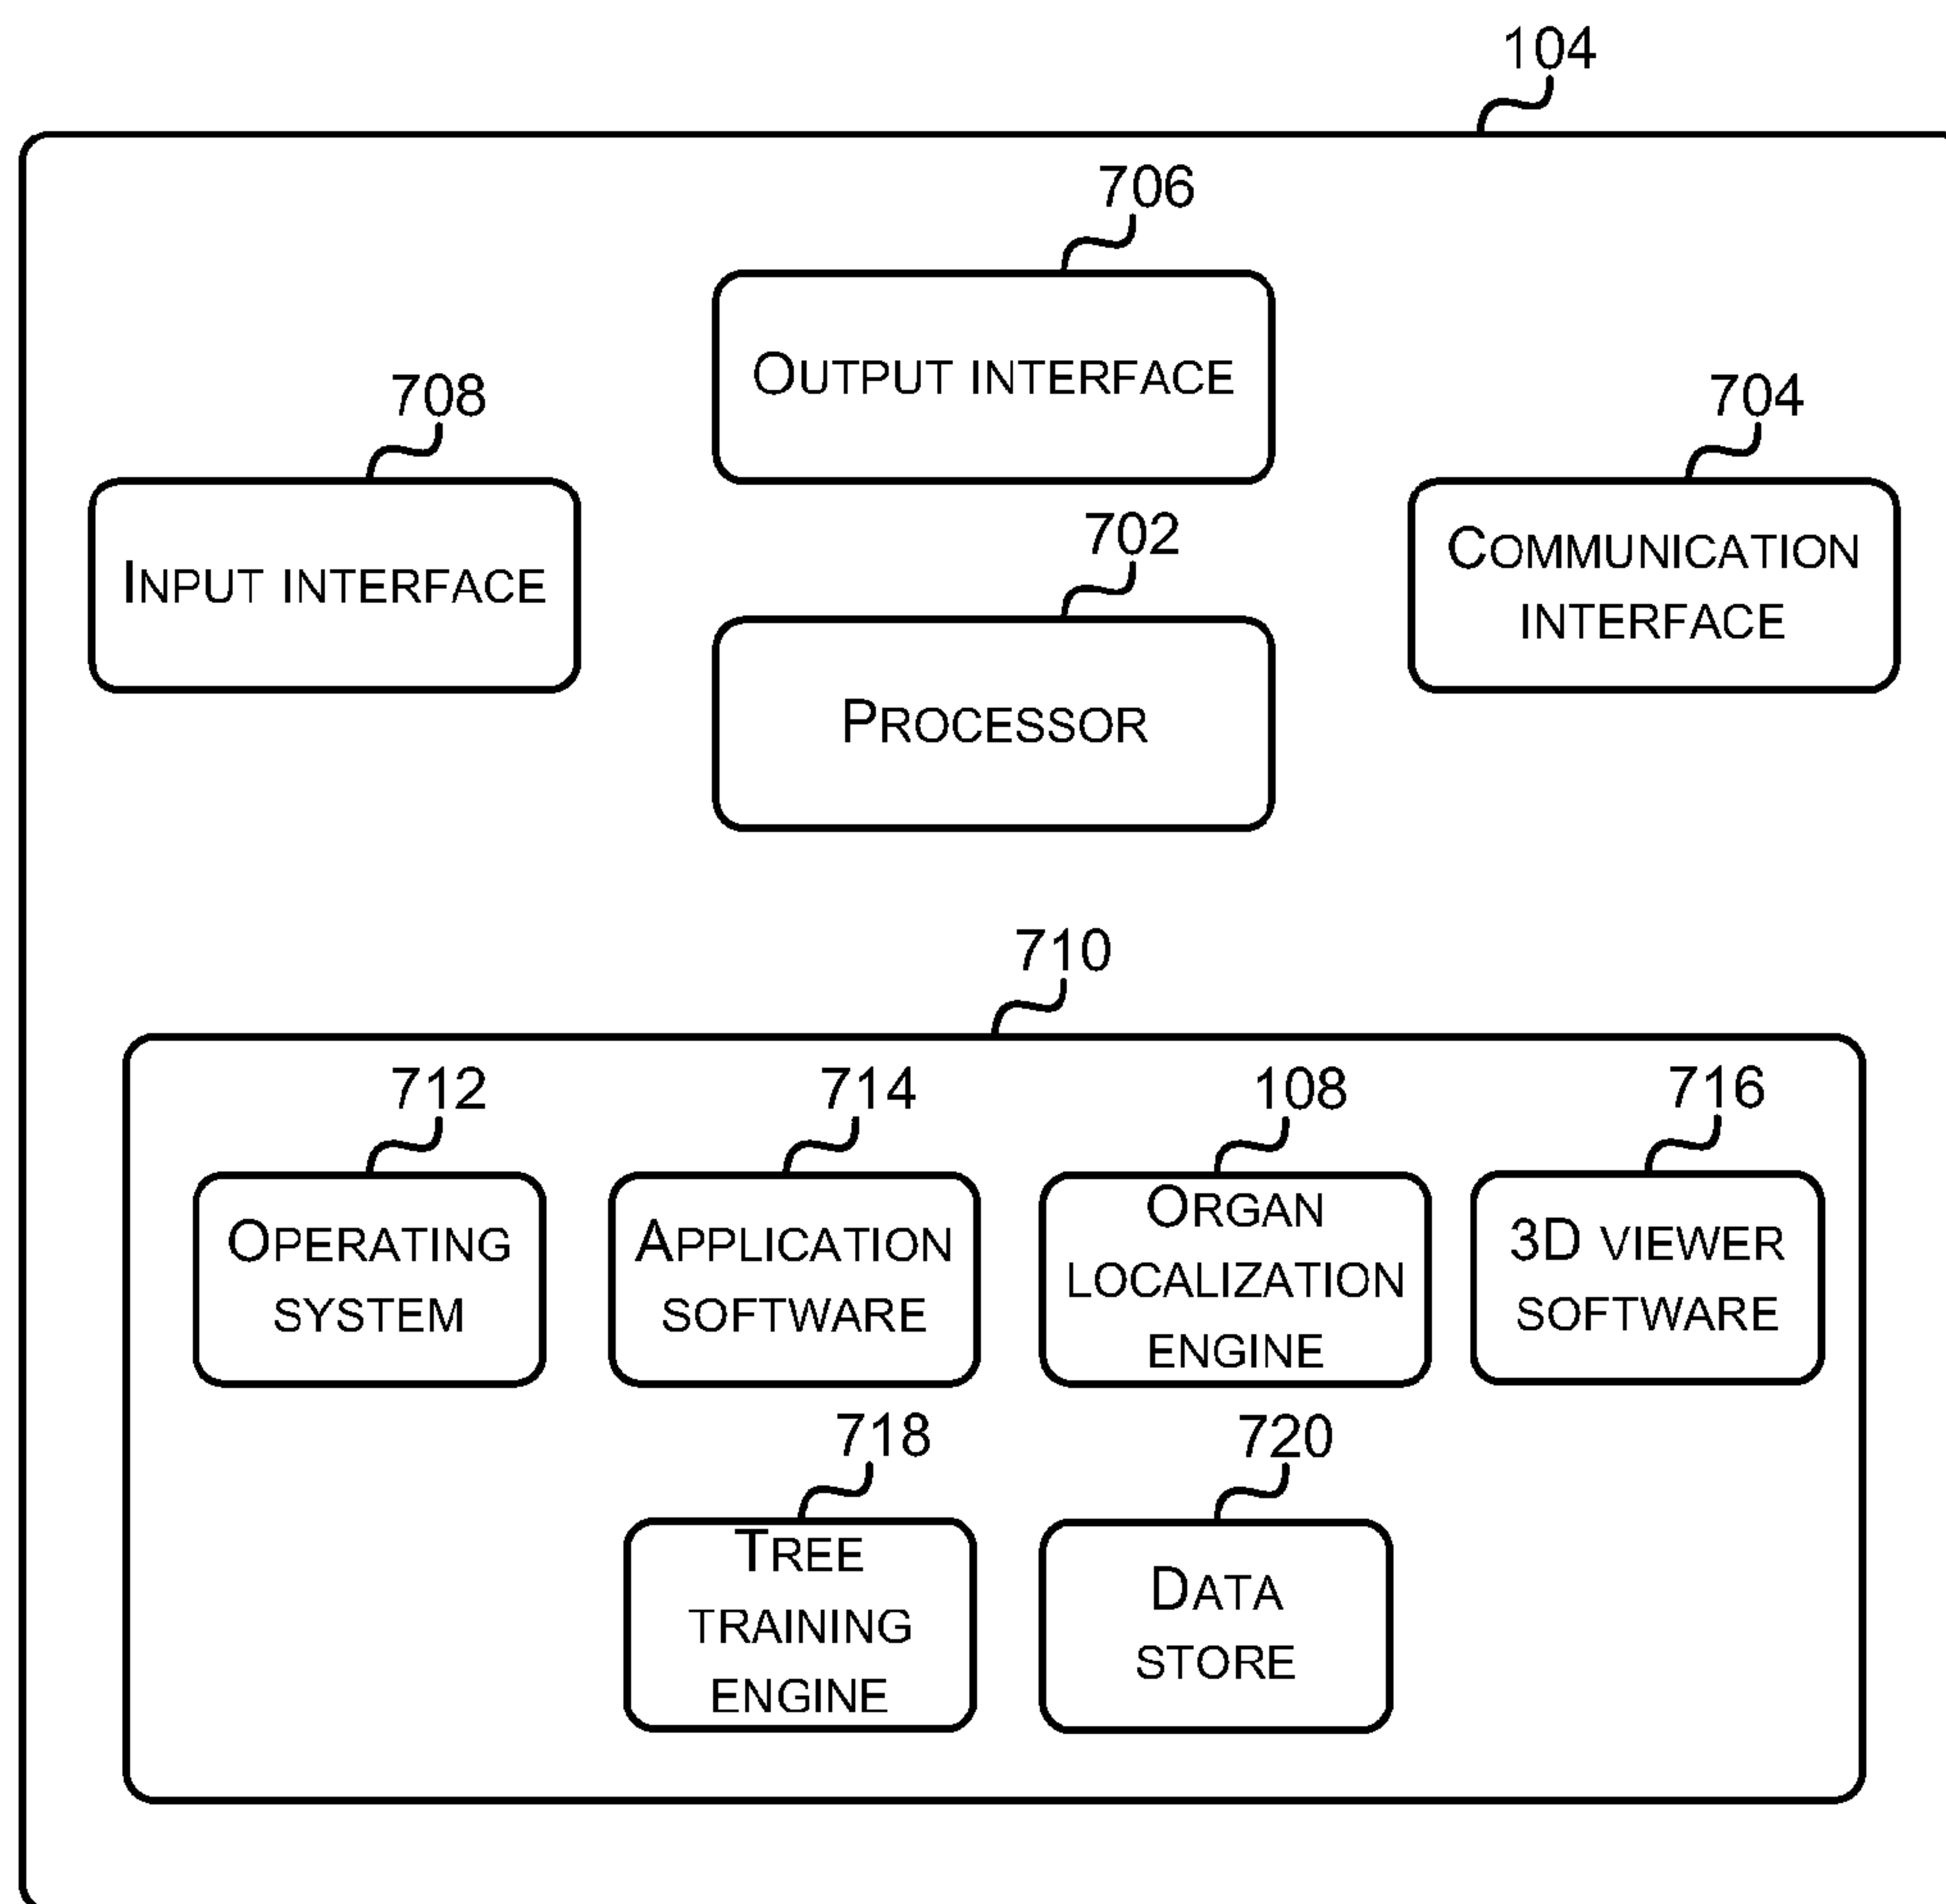 104
706
OUTPUT INTERFACE
708
INPUT INTERFACE
704
COMMUNICATION
INTERFACE
702
PROCESSOR
710
712
OPERATING
SYSTEM
714
APPLICATION
SOFTWARE
108
ORGAN
LOCALIZATION
ENGINE
716
3D VIEWER
SOFTWARE
718
TREE
TRAINING
ENGINE
720
DATA
STORE